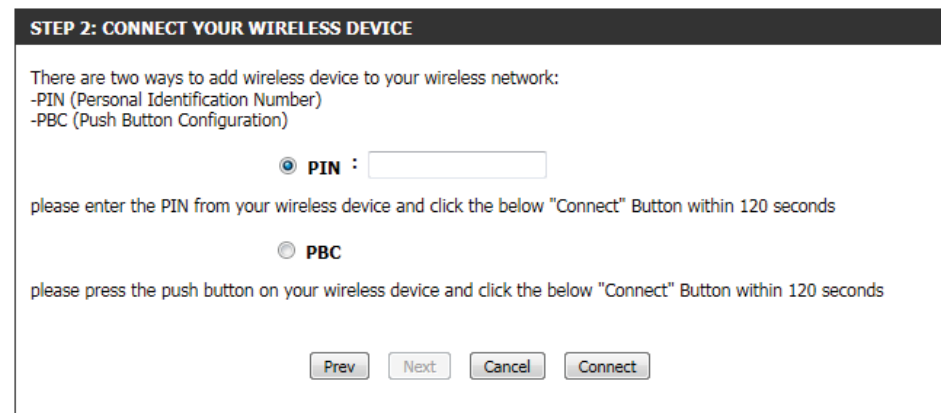 STEP 2: CONNECT YOUR WIRELESS DEVICE
There are two ways to add wireless device to your wireless network:
-PIN (Personal Identification Number)
-PBC (Push Button Configuration)
PIN :
please enter the PIN from your wireless device and click the below "Connect" Button within 120 seconds
PBC
please press the push button on your wireless device and click the below "Connect" Button within 120 seconds
Prev Next Cancel Connect